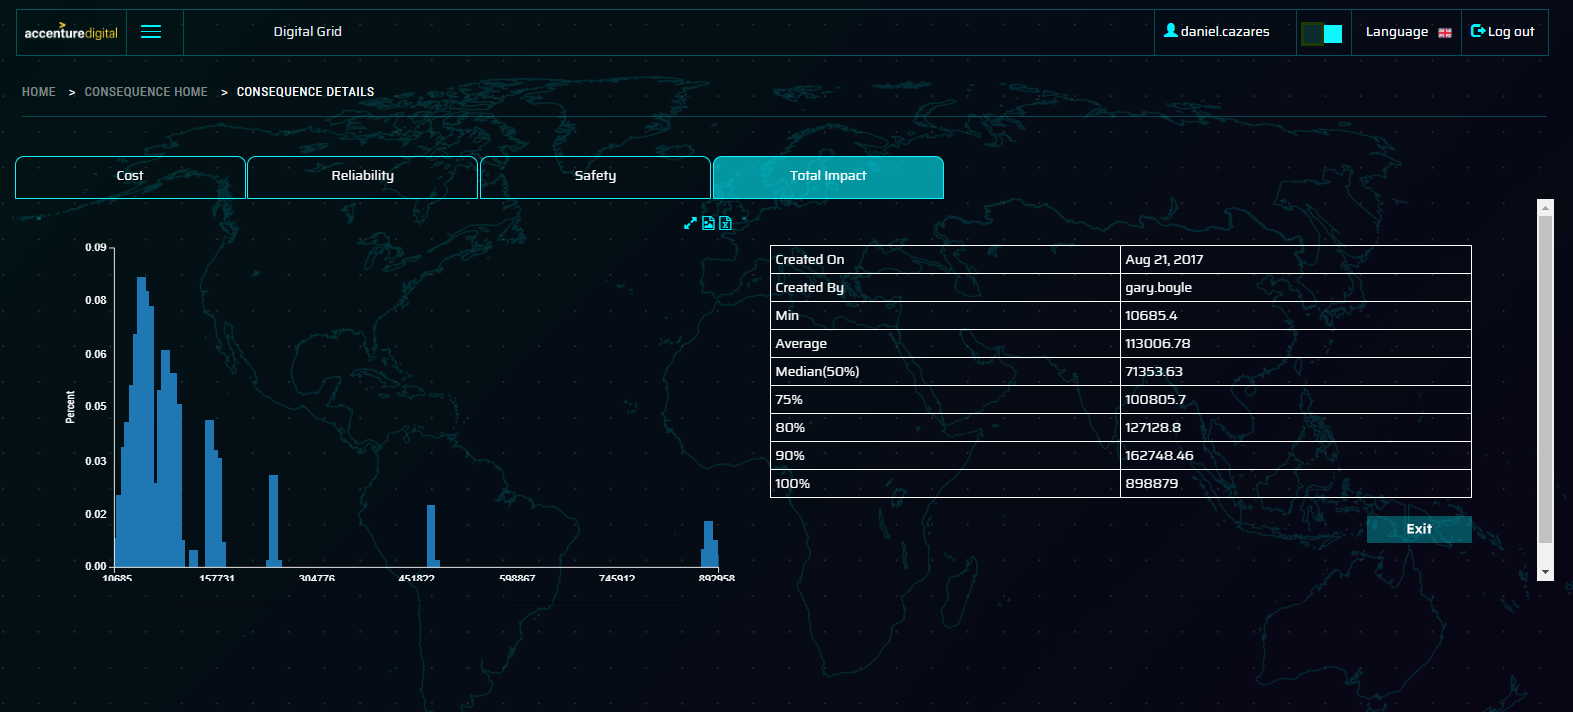 accenturedigital
Digital Grid
daniel.cazares
Language
Log out
HOME > CONSEQUENCE HOME > CONSEQUENCE DETAILS
Cost
Reliability
Safety
Total Impact
0.09
0.08
0.06
0.05
0.03
0.02
0.00
Percent
10685 157731 304776 451822 598867 745912 892958
Created On Aug 21, 2017
Created By gary.boyle
Min 10685.4
Average 113006.78
Median(50%) 71353.63
75% 100805.7
80% 127128.8
90% 162748.46
100% 898879
Exit